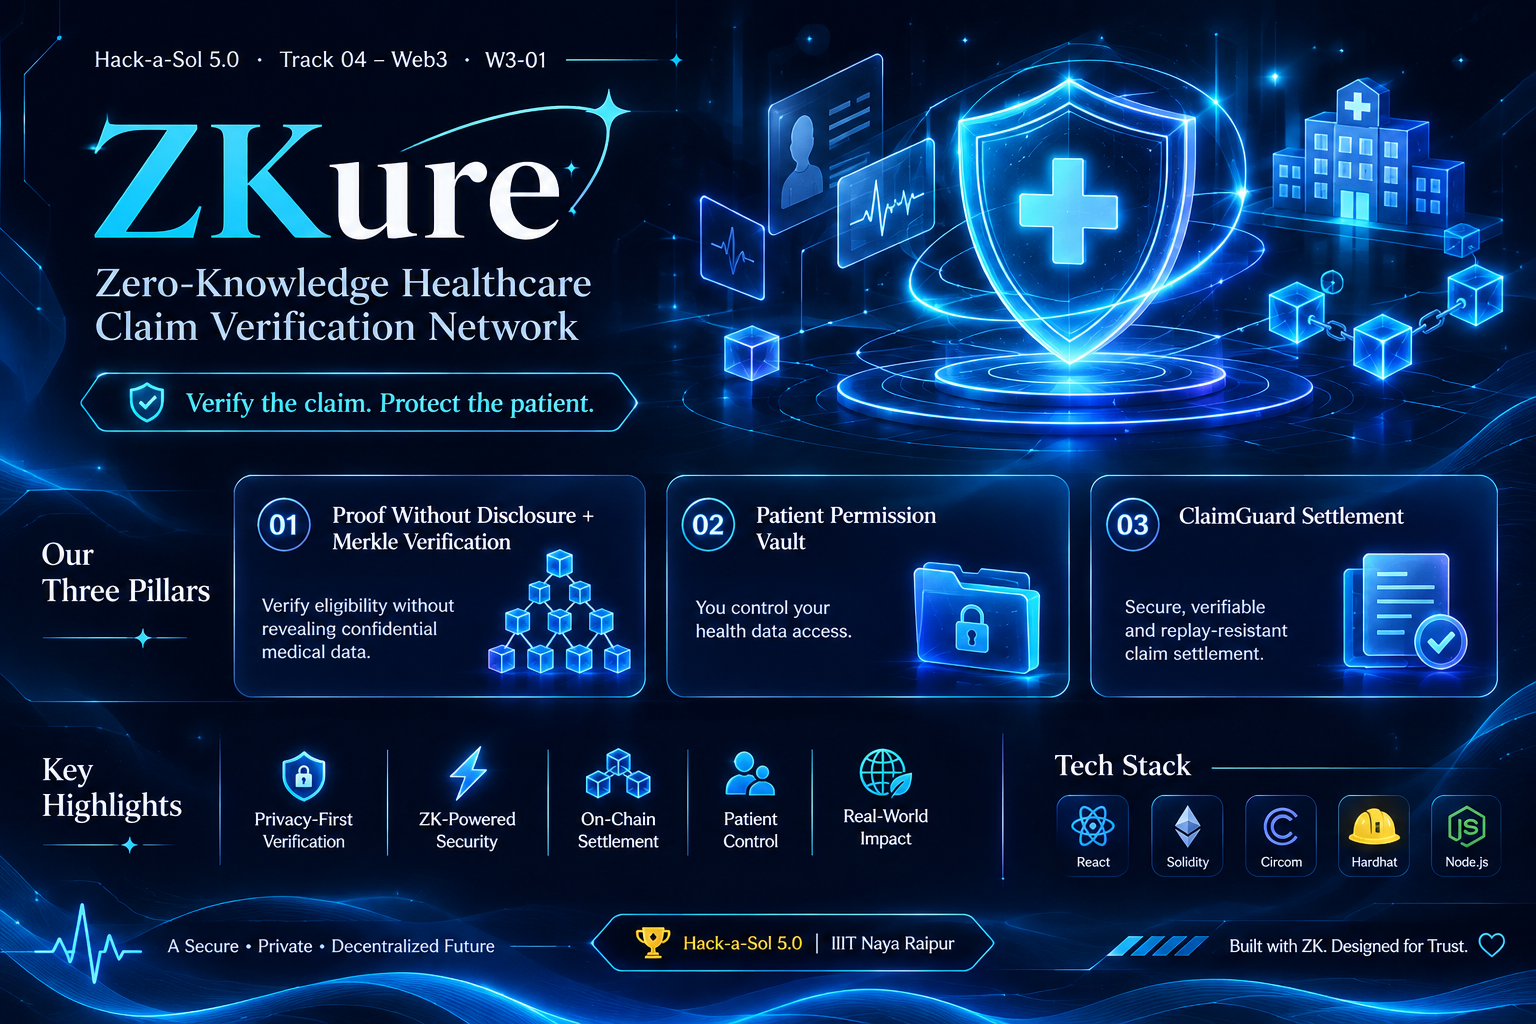 Hack-a-Sol 5.0 · Track 04 – Web3 · W3-01
ZKure
Zero-Knowledge Healthcare
Claim Verification Network
Verify the claim. Protect the patient.
Our
Three Pillars
01
Proof Without Disclosure +
Merkle Verification
Verify eligibility without
revealing confidential
medical data.
02
Patient Permission
Vault
You control your
health data access.
03
ClaimGuard Settlement
Secure, verifiable
and replay-resistant
claim settlement.
Key
Highlights
Privacy-First
Verification
ZK-Powered
Security
On-Chain
Settlement
Patient
Control
Real-World
Impact
Tech Stack
React
Solidity
Circom
Hardhat
JS
Node.js
A Secure • Private • Decentralized Future
Hack-a-Sol 5.0 | IIIT Naya Raipur
Built with ZK. Designed for Trust.